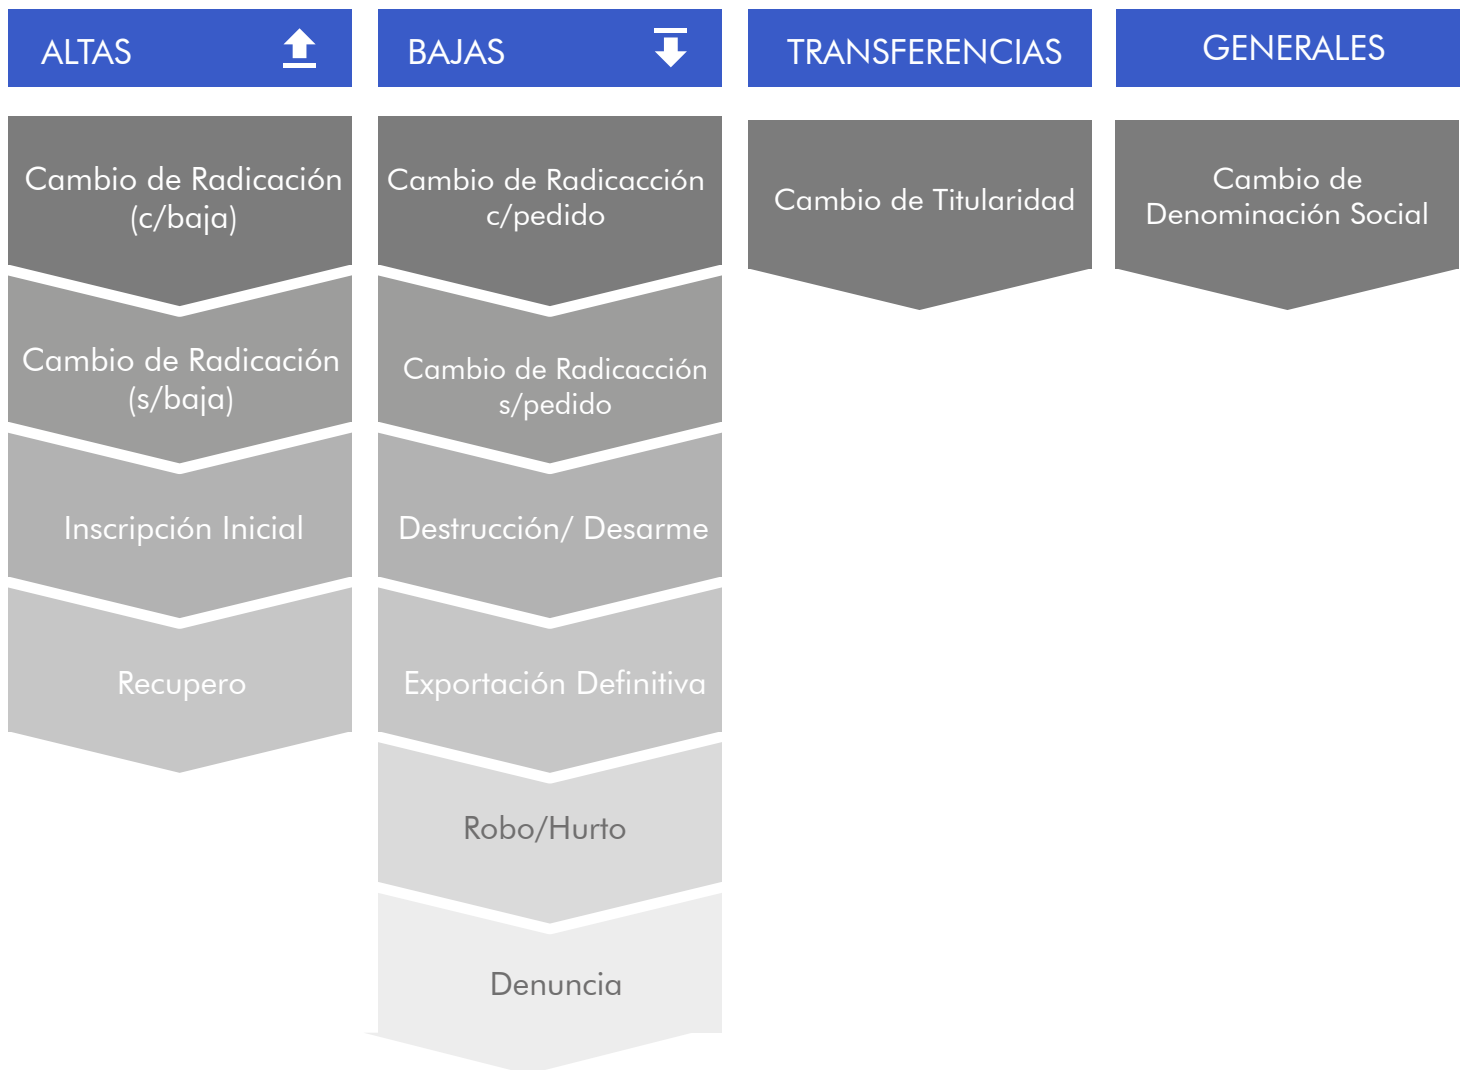 ALTAS
Cambio de Radicación
(c/baja)
Cambio de Radicación
(s/baja)
Inscripción Inicial
Recupero
BAJAS
Cambio de Radicacción
c/pedido
Cambio de Radicacción
s/pedido
Destrucción/ Desarme
Exportación Definitiva
Robo/Hurto
Denuncia
TRANSFERENCIAS
Cambio de Titularidad
GENERALES
Cambio de
Denominación Social